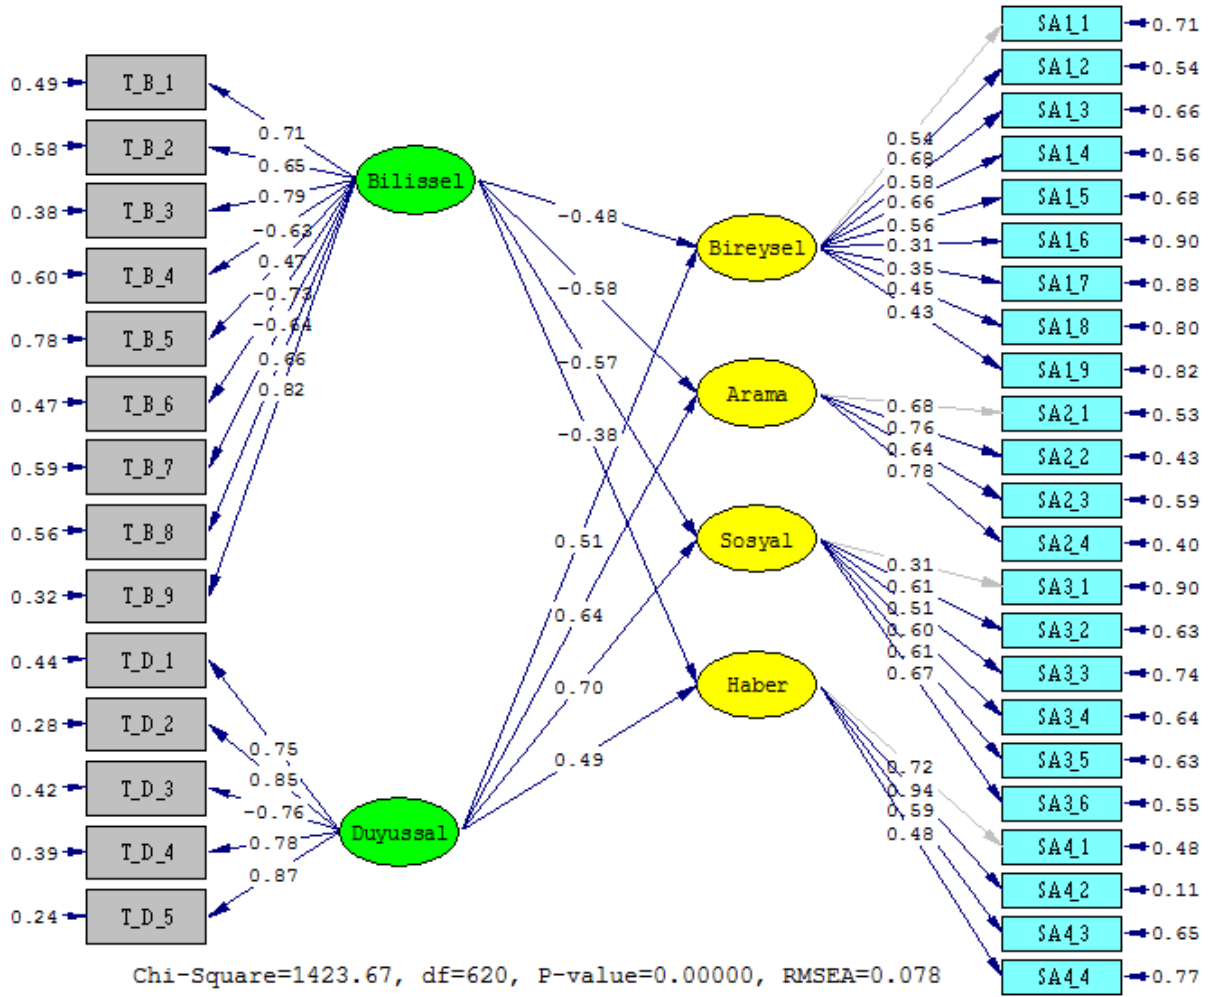 0.49 T_B_1
0.58 T_B_2
0.38 T_B_3
0.60 T_B_4
0.78 T_B_5
0.47 T_B_6
0.59 T_B_7
0.56 T_B_8
0.32 T_B_9
0.44 T_D_1
0.28 T_D_2
0.42 T_D_3
0.39 T_D_4
0.24 T_D_5
0.71
0.65
0.79
-0.63
0.47
-0.73
-0.64
0.66
0.82
0.75
0.85
-0.76
0.78
0.87
Bilissel
Duyussal
-0.48
-0.58
-0.57
-0.38
0.51
0.64
0.70
0.49
Bireysel
Arama
Sosyal
Haber
0.54
0.68
0.58
0.66
0.56
0.31
0.35
0.45
0.43
0.68
0.76
0.64
0.78
0.31
0.61
0.51
0.60
0.61
0.67
0.72
0.94
0.59
0.48
SA1_1 0.71
SA1_2 0.54
SA1_3 0.66
SA1_4 0.56
SA1_5 0.68
SA1_6 0.90
SA1_7 0.88
SA1_8 0.80
SA1_9 0.82
SA2_1 0.53
SA2_2 0.43
SA2_3 0.59
SA2_4 0.40
SA3_1 0.90
SA3_2 0.63
SA3_3 0.74
SA3_4 0.64
SA3_5 0.63
SA3_6 0.55
SA4_1 0.48
SA4_2 0.11
SA4_3 0.65
SA4_4 0.77
Chi-Square=1423.67, df=620, P-value=0.00000, RMSEA=0.078